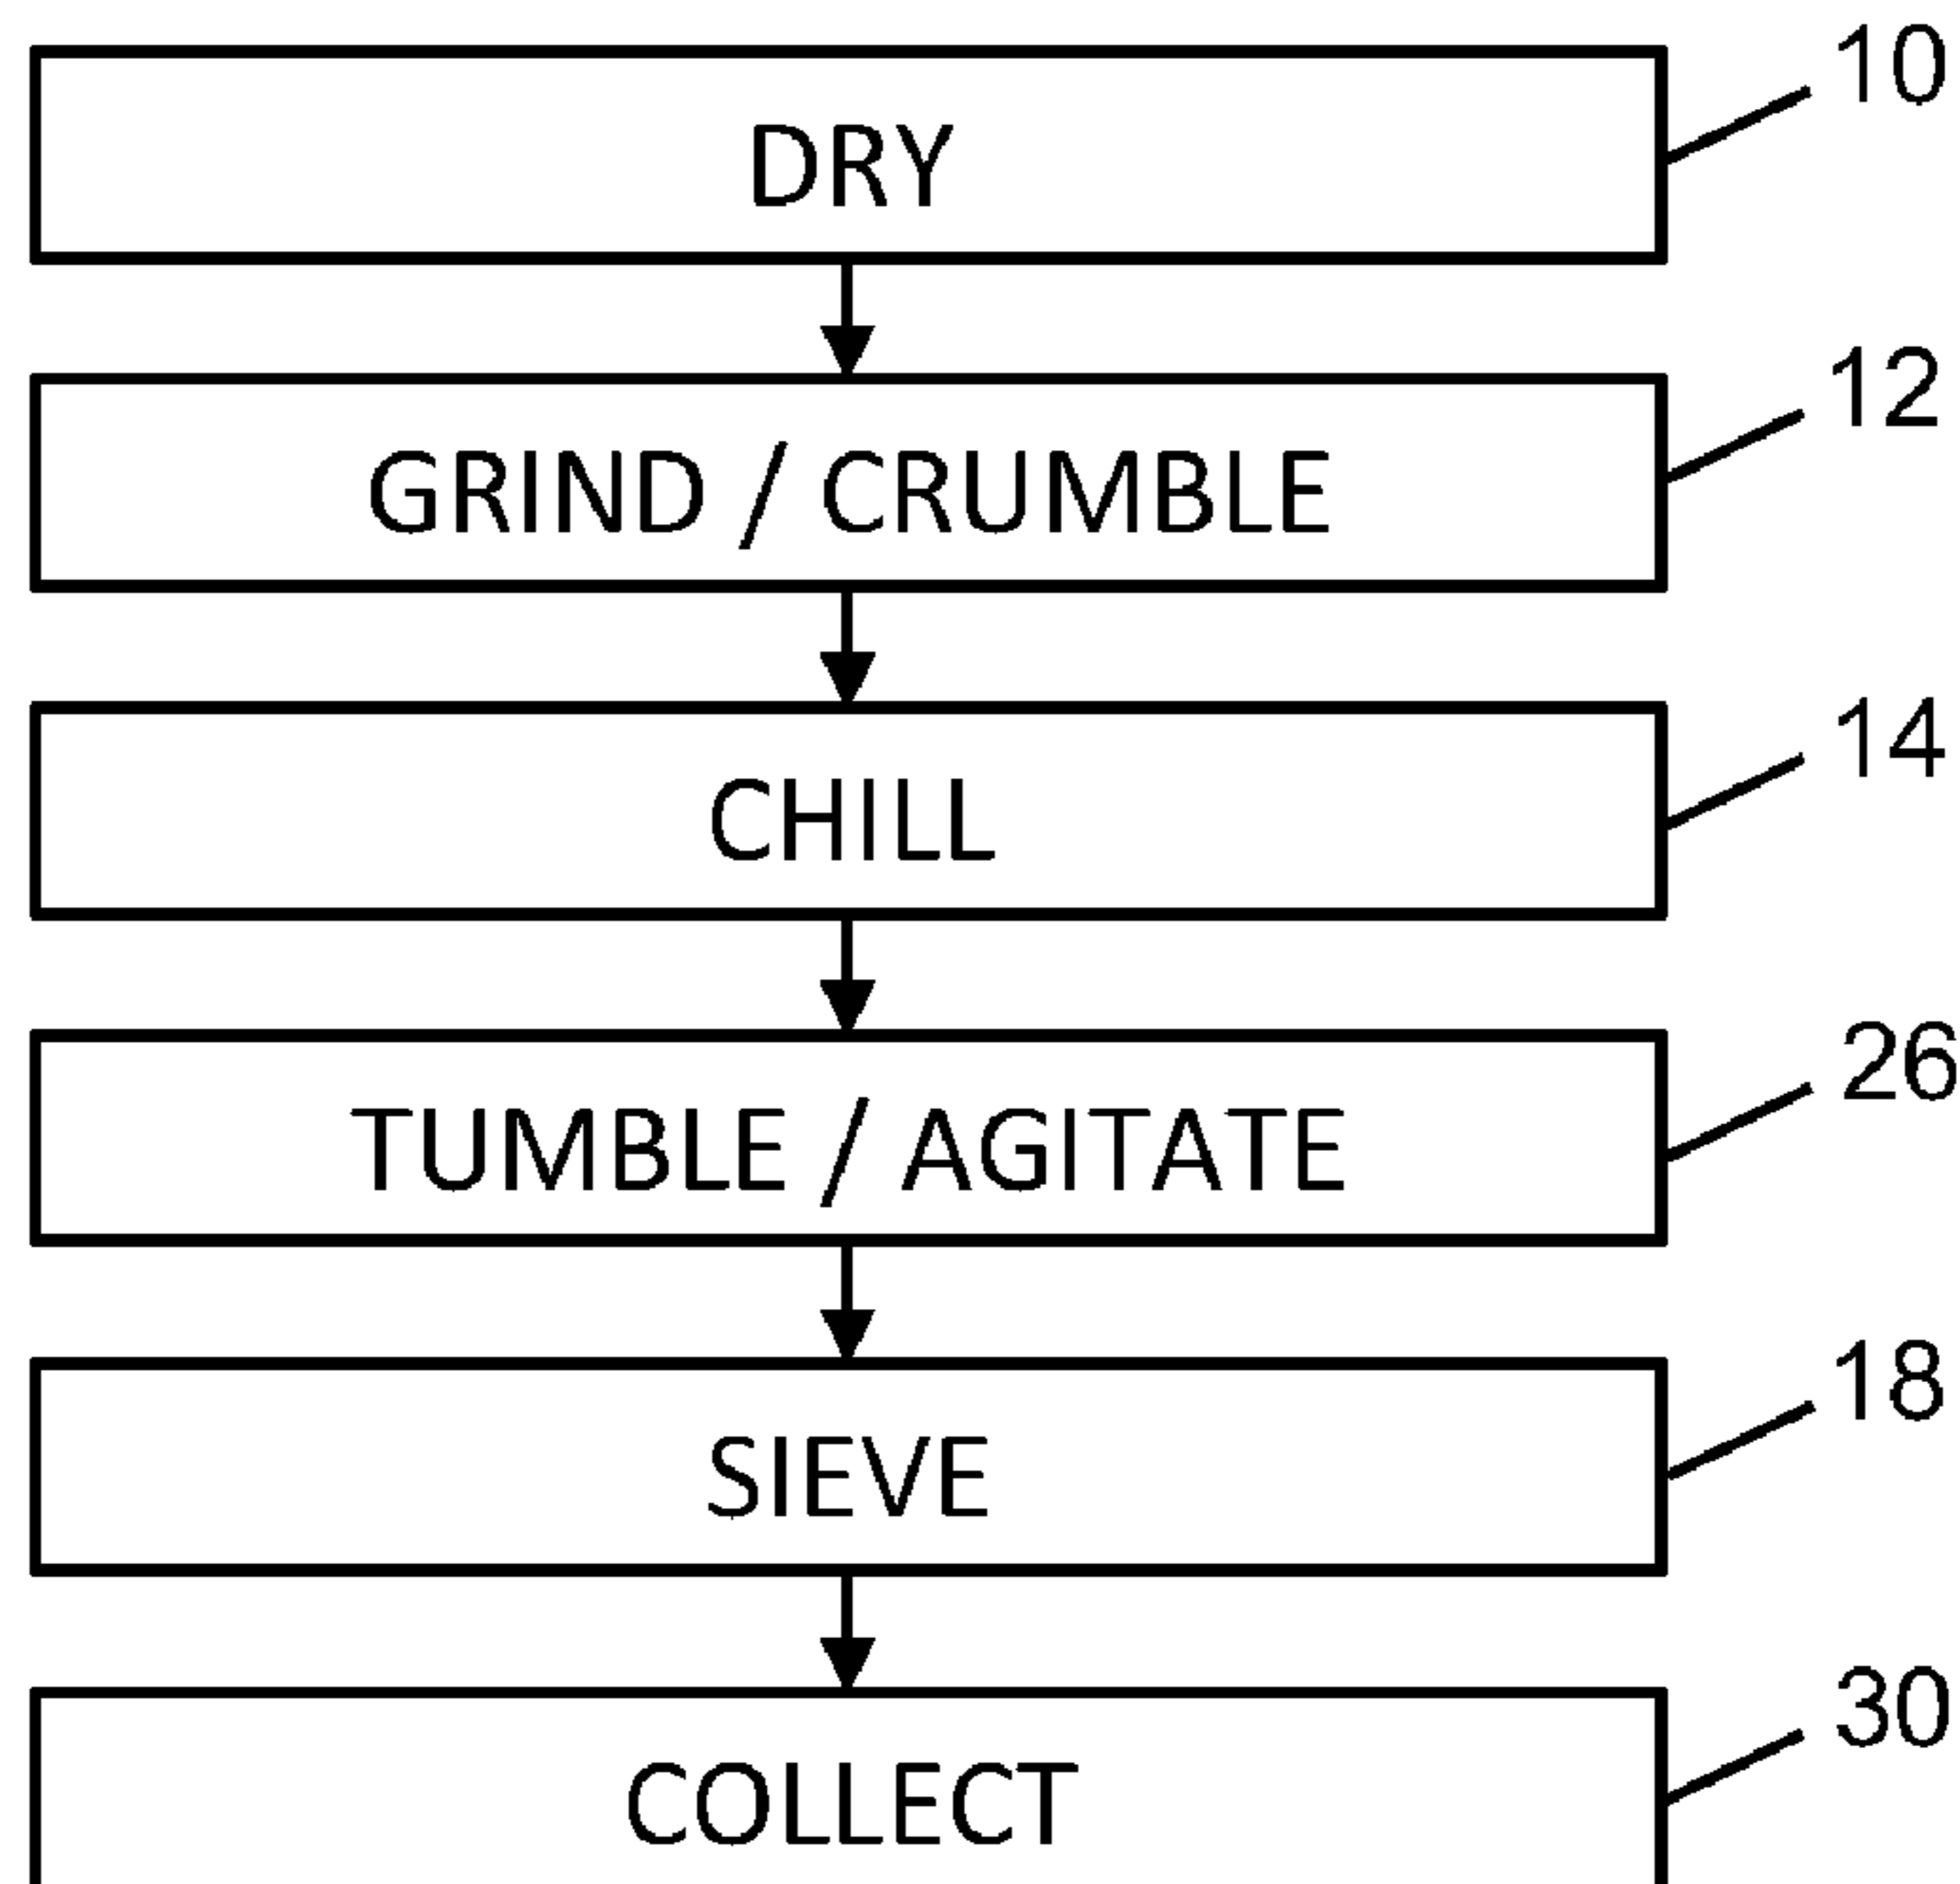 10
DRY
12
GRIND / CRUMBLE
14
CHILL
26
TUMBLE / AGITATE
18
SIEVE
30
COLLECT